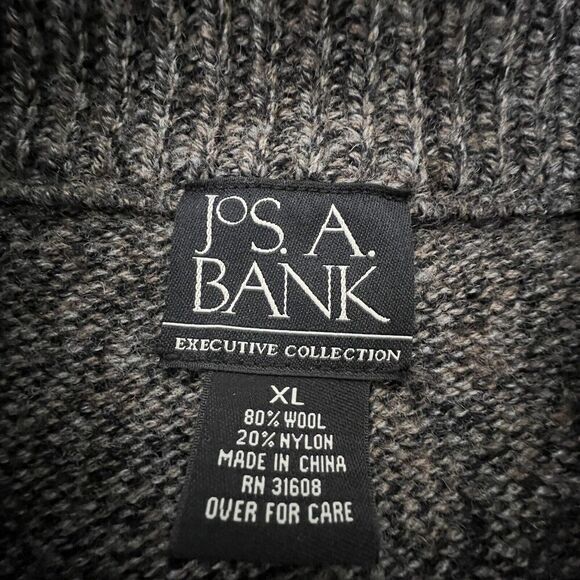 JOS. A.
BANK
EXECUTIVE COLLECTION
XL
80% WOOL
20% NYLON
MADE IN CHINA
RN 31608
OVER FOR CARE